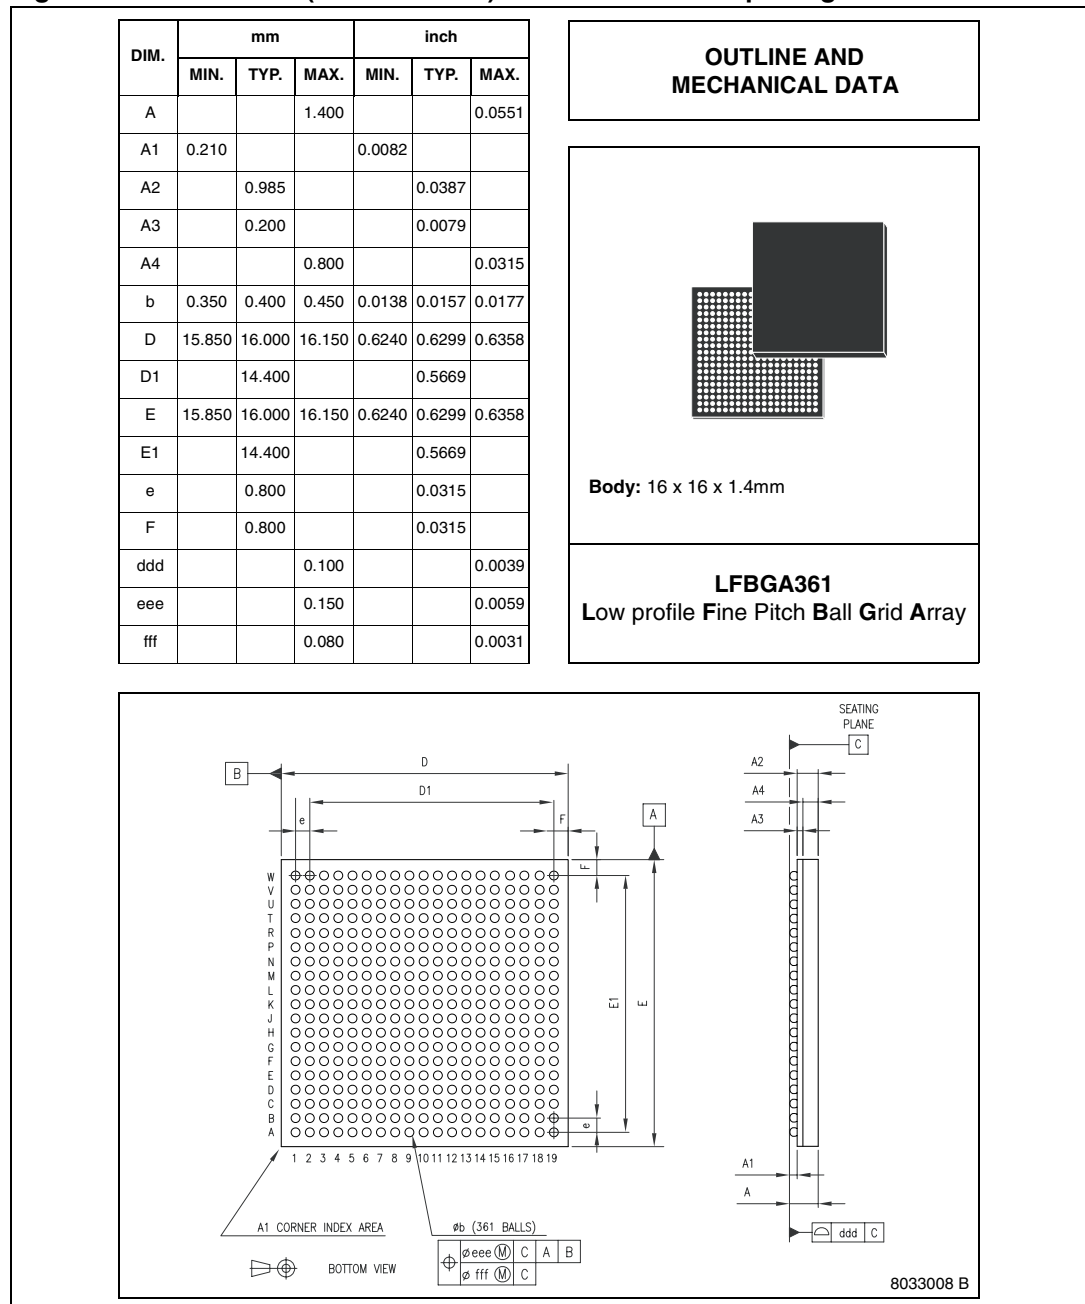 DIM. mm inch
MIN. TYP. MAX. MIN. TYP. MAX.
A 1.400 0.0551
A1 0.210 0.0082
A2 0.985 0.0387
A3 0.200 0.0079
A4 0.800 0.0315
b 0.350 0.400 0.450 0.0138 0.0157 0.0177
D 15.850 16.000 16.150 0.6240 0.6299 0.6358
D1 14.400 0.5669
E 15.850 16.000 16.150 0.6240 0.6299 0.6358
E1 14.400 0.5669
e 0.800 0.0315
F 0.800 0.0315
ddd 0.100 0.0039
eee 0.150 0.0059
fff 0.080 0.0031
OUTLINE AND
MECHANICAL DATA
Body: 16 x 16 x 1.4mm
LFBGA361
Low profile Fine Pitch Ball Grid Array
SEATING
PLANE
C
B
D
D1
e
F
A
F
A2
A4
A3
W
V
U
T
R
P
N
M
L
K
J
H
G
F
E
D
C
B
A
E1
E
e
1 2 3 4 5 6 7 8 9 10 11 12 13 14 15 16 17 18 19
A1
A
A1 CORNER INDEX AREA
øb (361 BALLS)
ø eee Ⓜ C A B
ø fff Ⓜ C
ddd C
BOTTOM VIEW
8033008 B